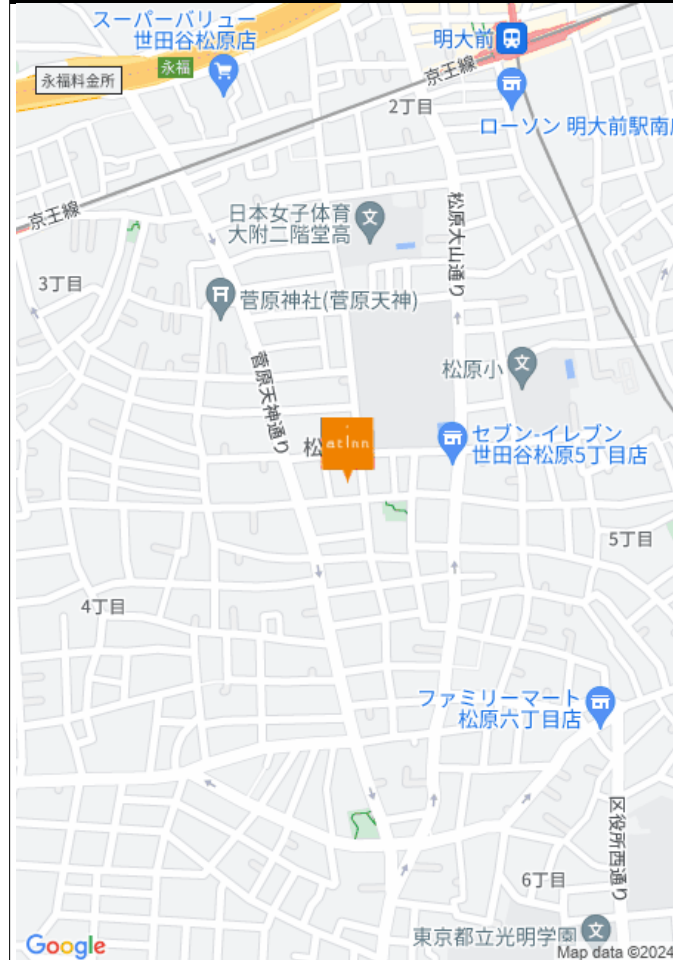 スーパーバリュー
世田谷松原店
明大前
永福
永福料金所
京王線
2丁目
ローソン 明大前駅南
日本女子体育
大附二階堂高
松原大山通り
京王線
3丁目
菅原神社(菅原天神)
菅原天神通り
松原小
松
at inn
セブン-イレブン
世田谷松原5丁目店
5丁目
4丁目
ファミリーマート
松原六丁目店
区役所西通り
6丁目
東京都立光明学園
Google
Map data ©2024